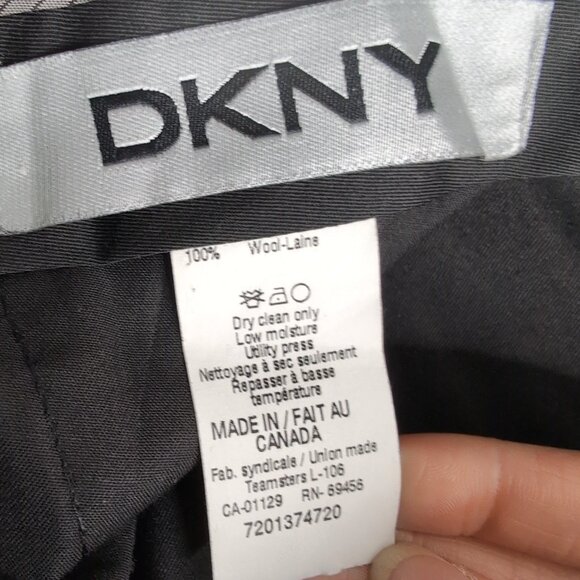 DKNY
100% Wool-Laine
Dry clean only
Low moisture
Utility press
Nettoyage à sec seulement
Repasser à basse
température
MADE IN / FAIT AU
CANADA
Fab. syndicale / Union made
Teamsters L-106
CA-01129 RN- 69456
7201374720